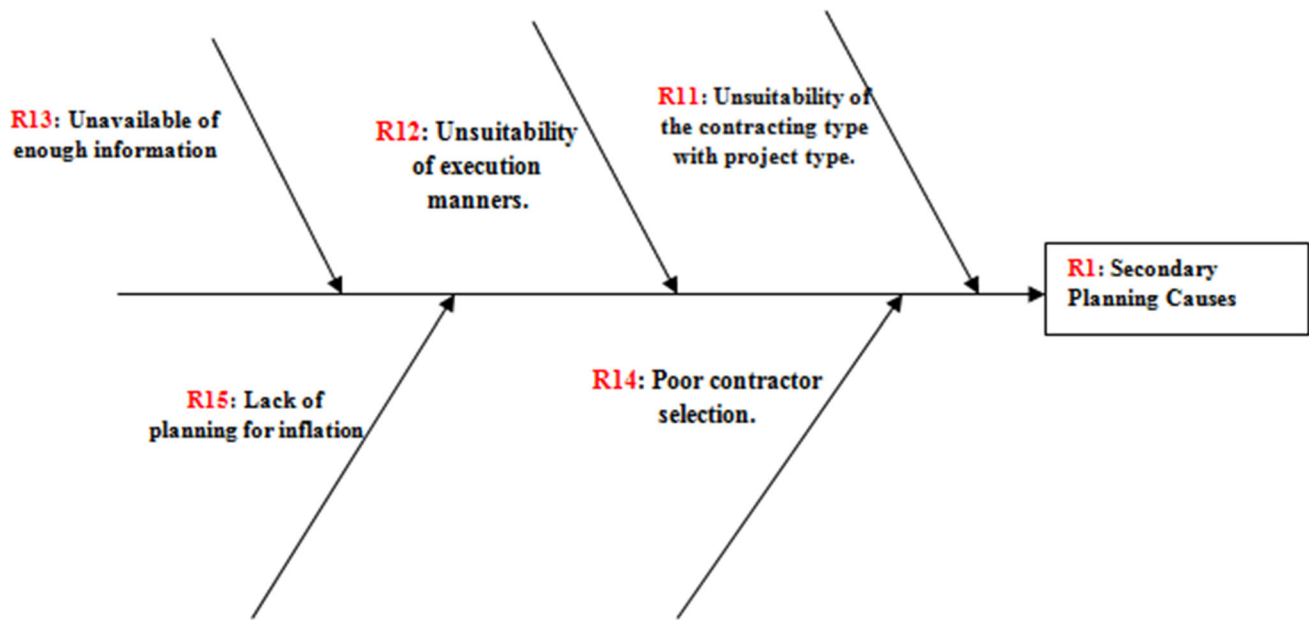 R13: Unavailable of
enough information
R12: Unsuitability
of execution
manners.
R11: Unsuitability of
the contracting type
with project type.
R1: Secondary
Planning Causes
R15: Lack of
planning for inflation
R14: Poor contractor
selection.